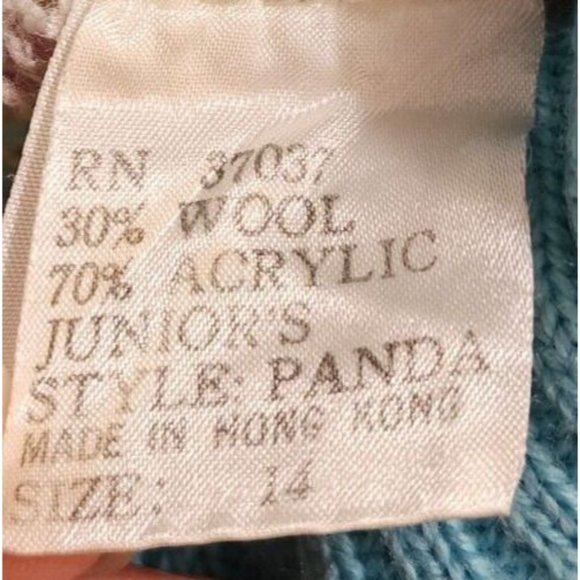 RN 37037
30% WOOL
70% ACRYLIC
JUNIOR'S
STYLE: PANDA
MADE IN HONG KONG
SIZE: 14